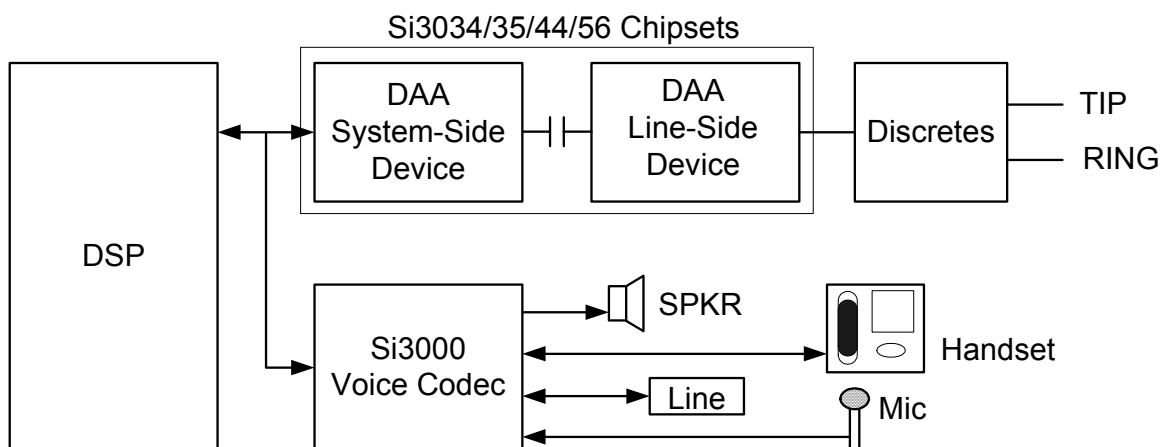 Si3034/35/44/56 Chipsets
DSP
DAA
System-Side
Device
DAA
Line-Side
Device
Discretes
TIP
RING
Si3000
Voice Codec
SPKR
Handset
Line
Mic